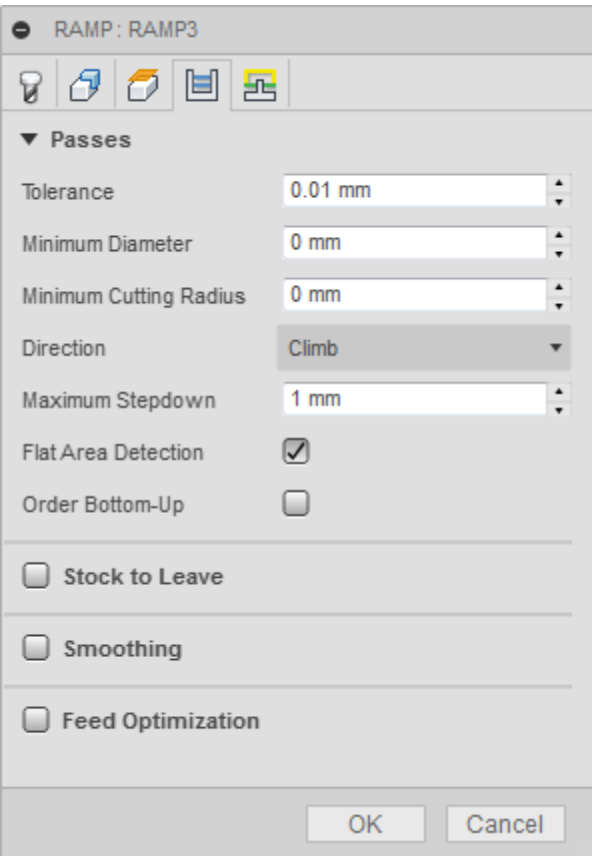 RAMP : RAMP3
Passes
Tolerance 0.01 mm
Minimum Diameter 0 mm
Minimum Cutting Radius 0 mm
Direction Climb
Maximum Stepdown 1 mm
Flat Area Detection
Order Bottom-Up
Stock to Leave
Smoothing
Feed Optimization
OK Cancel